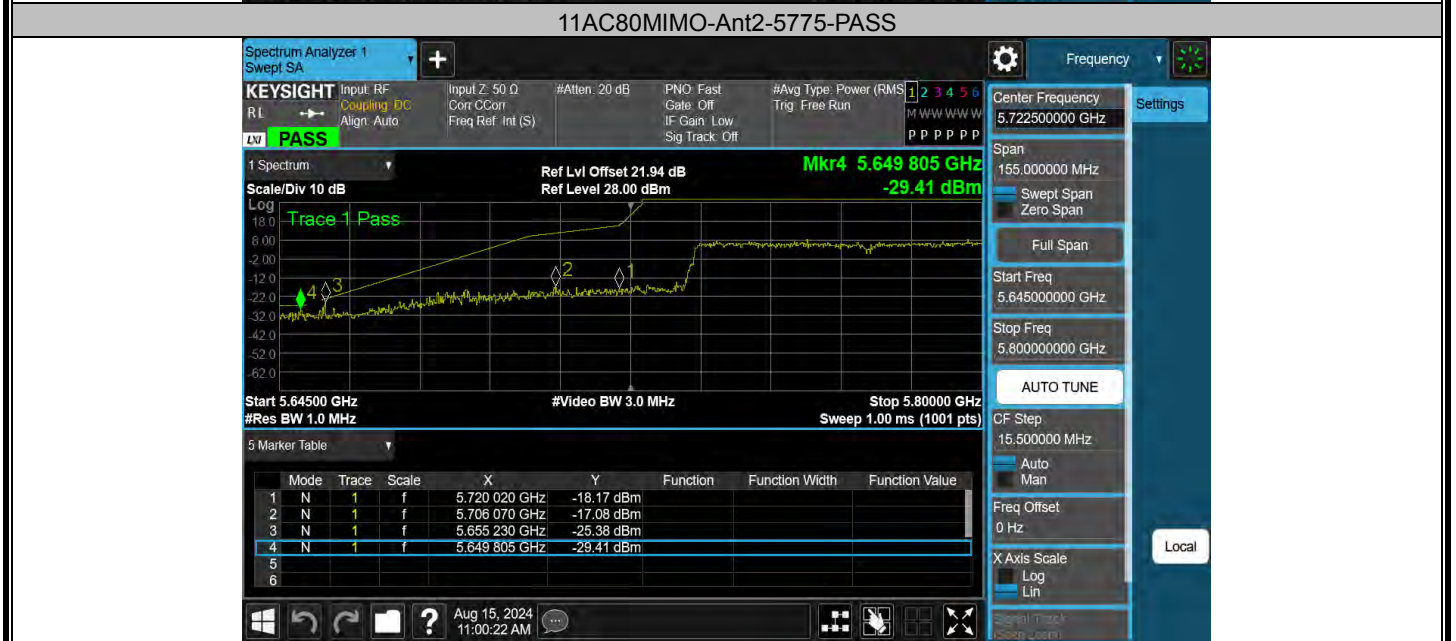 11AC80MIMO-Ant2-5775-PASS
Spectrum Analyzer 1
Swept SA
Frequency
KEYSIGHT
RL
LXI PASS
Input: RF
Coupling: DC
Align: Auto
Input Z: 50 Ω
Corr CCorr
Freq Ref: Int (S)
#Atten: 20 dB
PNO: Fast
Gate: Off
IF Gain: Low
Sig Track: Off
#Avg Type: Power (RMS
Trig: Free Run
1 2 3 4 5 6
M W W W W W
P P P P P P
1 Spectrum
Scale/Div 10 dB
Ref Lvl Offset 21.94 dB
Ref Level 28.00 dBm
Mkr4 5.649 805 GHz
-29.41 dBm
Log
Trace 1 Pass
18.0
8.00
-2.00
-12.0
-22.0
-32.0
-42.0
-52.0
-62.0
4 3 2 1
Start 5.64500 GHz
#Res BW 1.0 MHz
#Video BW 3.0 MHz
Stop 5.80000 GHz
Sweep 1.00 ms (1001 pts)
5 Marker Table
Mode Trace Scale X Y Function Function Width Function Value
1 N 1 f 5.720 020 GHz -18.17 dBm
2 N 1 f 5.706 070 GHz -17.08 dBm
3 N 1 f 5.655 230 GHz -25.38 dBm
4 N 1 f 5.649 805 GHz -29.41 dBm
5
6
Aug 15, 2024
11:00:22 AM
Center Frequency
5.722500000 GHz
Settings
Span
155.000000 MHz
Swept Span
Zero Span
Full Span
Start Freq
5.645000000 GHz
Stop Freq
5.800000000 GHz
AUTO TUNE
CF Step
15.500000 MHz
Auto
Man
Freq Offset
0 Hz
X Axis Scale
Log
Lin
Local
Signal Track
(Span Zoom)